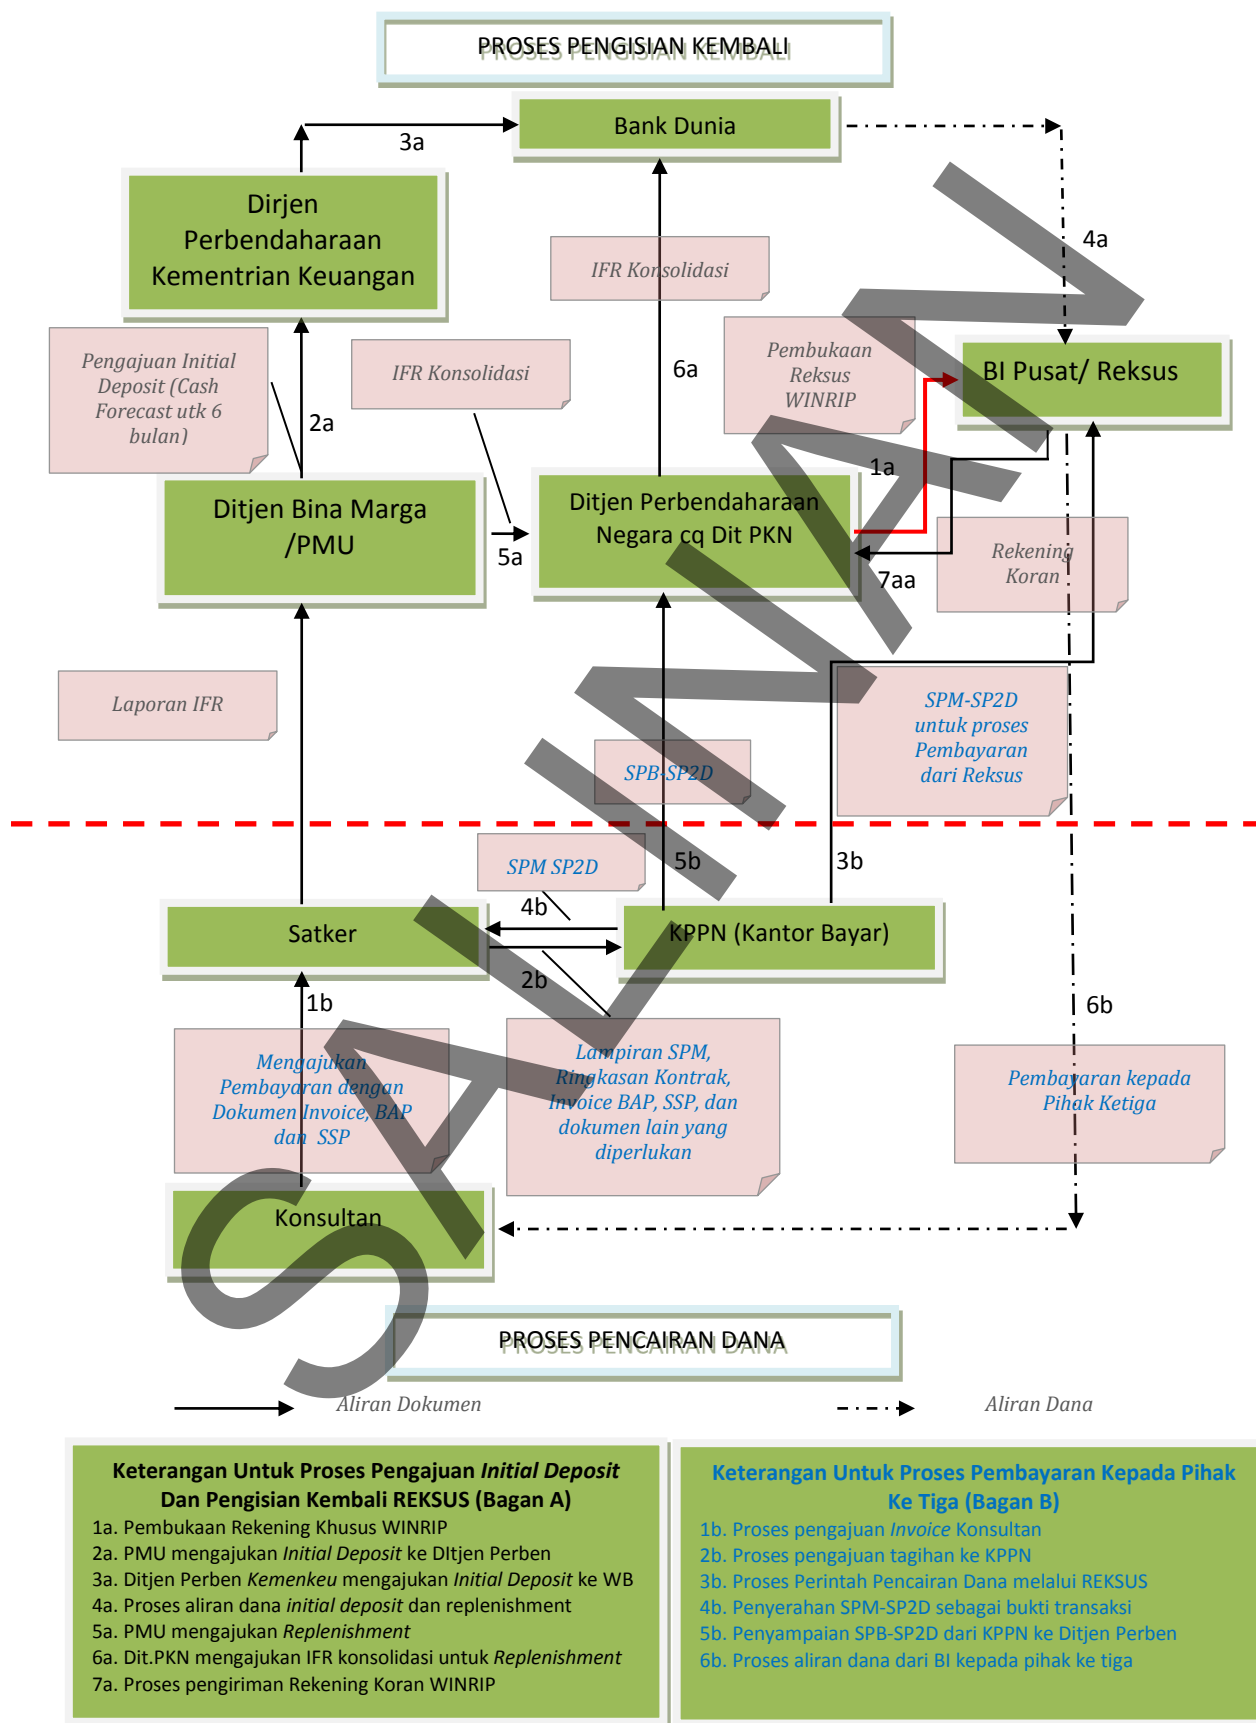 PROSES PENGISIAN KEMBALI
Bank Dunia
3a
Dirjen
Perbendaharaan
Kementrian Keuangan
4a
IFR Konsolidasi
Pengajuan Initial
Deposit (Cash
Forecast utk 6
bulan)
2a
IFR Konsolidasi
6a
Pembukaan
Reksus
WINRIP
BI Pusat/ Reksus
1a
Ditjen Bina Marga
/PMU
5a
Ditjen Perbendaharaan
Negara cq Dit PKN
7aa
Rekening
Koran
Laporan IFR
SPB-SP2D
SPM-SP2D
untuk proses
Pembayaran
dari Reksus
SPM SP2D
5b
3b
4b
Satker
KPPN (Kantor Bayar)
2b
1b
6b
Mengajukan
Pembayaran dengan
Dokumen Invoice, BAP
dan SSP
Lampiran SPM,
Ringkasan Kontrak,
Invoice BAP, SSP, dan
dokumen lain yang
diperlukan
Pembayaran kepada
Pihak Ketiga
Konsultan
SALINAN
PROSES PENCAIRAN DANA
Aliran Dokumen
Aliran Dana
Keterangan Untuk Proses Pengajuan Initial Deposit
Dan Pengisian Kembali REKSUS (Bagan A)
1a. Pembukaan Rekening Khusus WINRIP
2a. PMU mengajukan Initial Deposit ke DItjen Perben
3a. Ditjen Perben Kemenkeu mengajukan Initial Deposit ke WB
4a. Proses aliran dana initial deposit dan replenishment
5a. PMU mengajukan Replenishment
6a. Dit.PKN mengajukan IFR konsolidasi untuk Replenishment
7a. Proses pengiriman Rekening Koran WINRIP
Keterangan Untuk Proses Pembayaran Kepada Pihak
Ke Tiga (Bagan B)
1b. Proses pengajuan Invoice Konsultan
2b. Proses pengajuan tagihan ke KPPN
3b. Proses Perintah Pencairan Dana melalui REKSUS
4b. Penyerahan SPM-SP2D sebagai bukti transaksi
5b. Penyampaian SPB-SP2D dari KPPN ke Ditjen Perben
6b. Proses aliran dana dari BI kepada pihak ke tiga